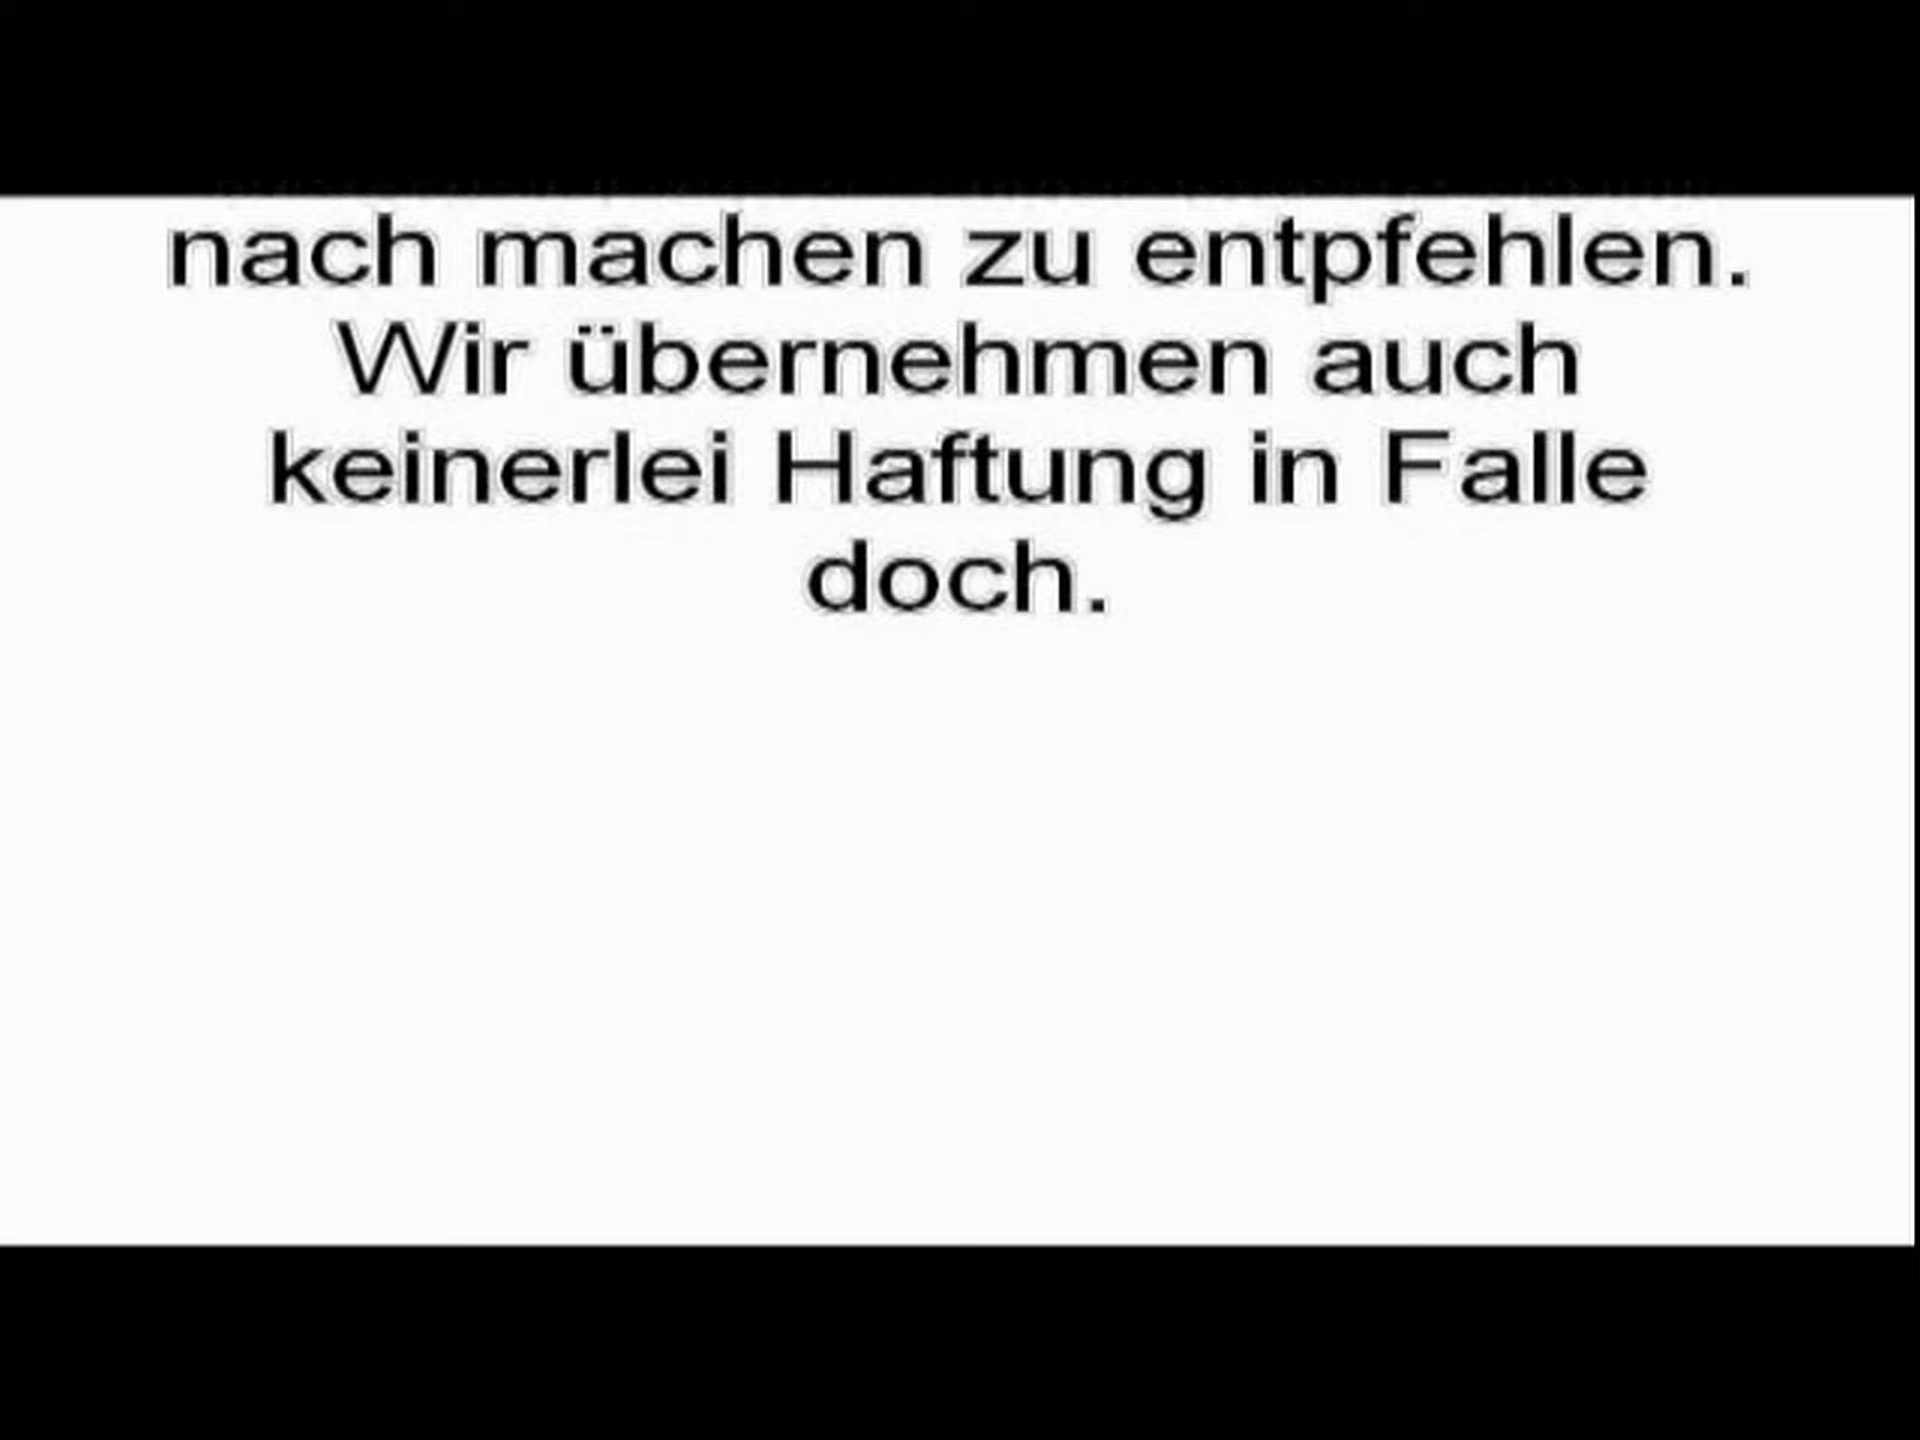 nach machen zu entpfehlen.
Wir übernehmen auch
keinerlei Haftung in Falle
doch.